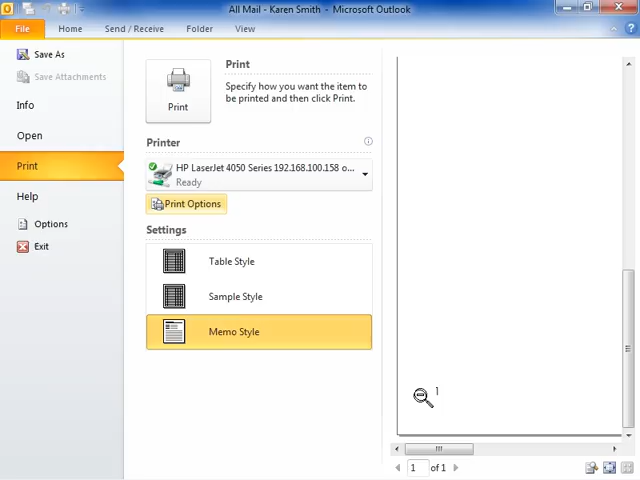 All Mail - Karen Smith - Microsoft Outlook
File
Home
Send / Receive
Folder
View
Save As
Save Attachments
Info
Open
Print
Help
Options
Exit
Print
Print
Specify how you want the item to
be printed and then click Print.
Printer
HP LaserJet 4050 Series 192.168.100.158 o...
Ready
Print Options
Settings
Table Style
Sample Style
Memo Style
1
1 of 1